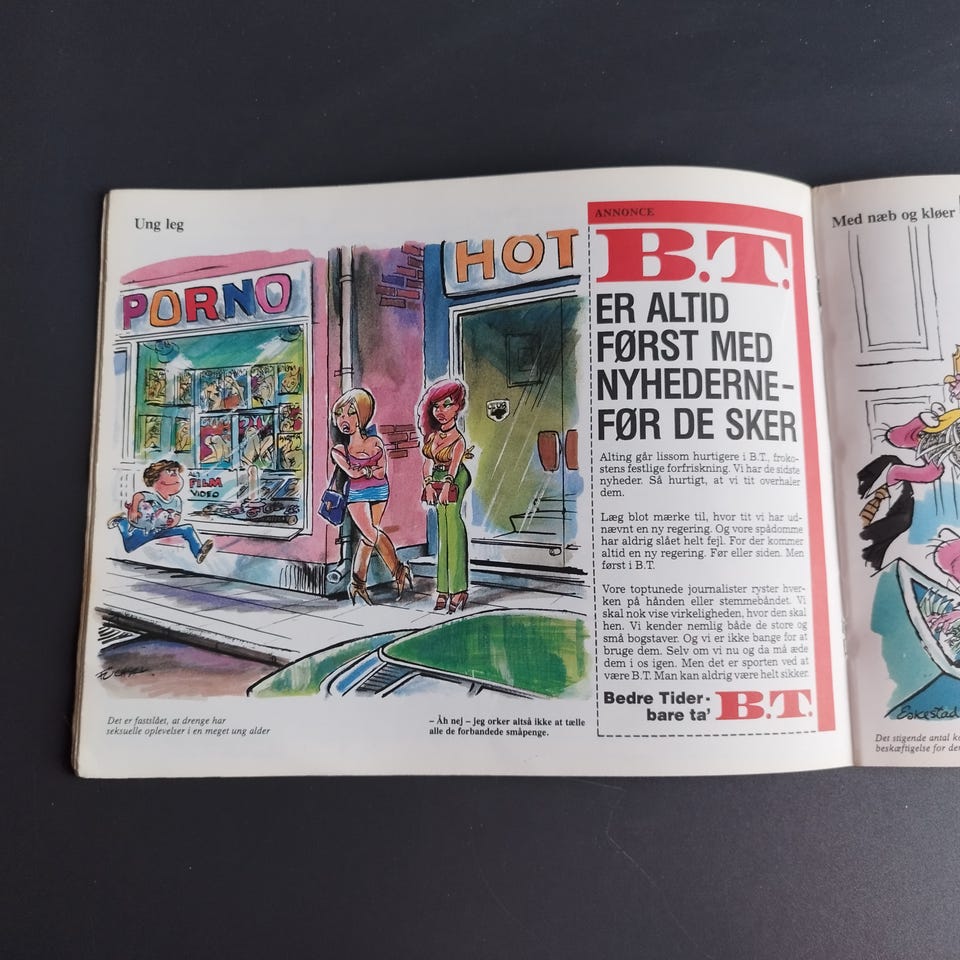 Ung leg
PORNO
FILM
VIDEO
HOT
Det er fastslået, at drenge har
seksuelle oplevelser i en meget ung alder
– Åh nej – jeg orker altså ikke at tælle
alle de forbandede småpenge.
ANNONCE
B.T.
ER ALTID
FØRST MED
NYHEDERNE–
FØR DE SKER
Alting går lissom hurtigere i B.T., froko-
stens festlige forfriskning. Vi har de sidste
nyheder. Så hurtigt, at vi tit overhaler
dem.
Læg blot mærke til, hvor tit vi har ud-
nævnt en ny regering. Og vore spådomme
har aldrig slået helt fejl. For der kommer
altid en ny regering. Før eller siden. Men
først i B.T.
Vore toptunede journalister ryster hver-
ken på hånden eller stemmebåndet. Vi
skal nok vise virkeligheden, hvor den skal
hen. Vi kender nemlig både de store og
små bogstaver. Og vi er ikke bange for at
bruge dem. Selv om vi nu og da må æde
dem i os igen. Men det er sporten ved at
være B.T. Man kan aldrig være helt sikker.
Bedre Tider -
bare ta' B.T.
Med næb og kløer
Eskestad
Det stigende antal
beskæftigelse for